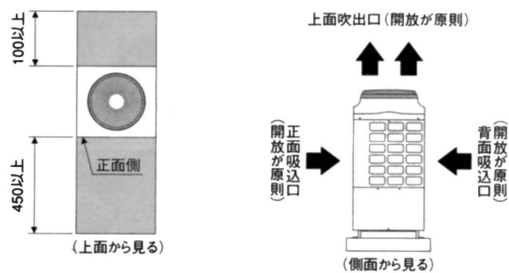 100以上
450以上
正面側
(上面から見る)
上面吹出口(開放が原則)
正面吸込口
(開放が原則)
(開放が原則)
背面吸込口
(側面から見る)